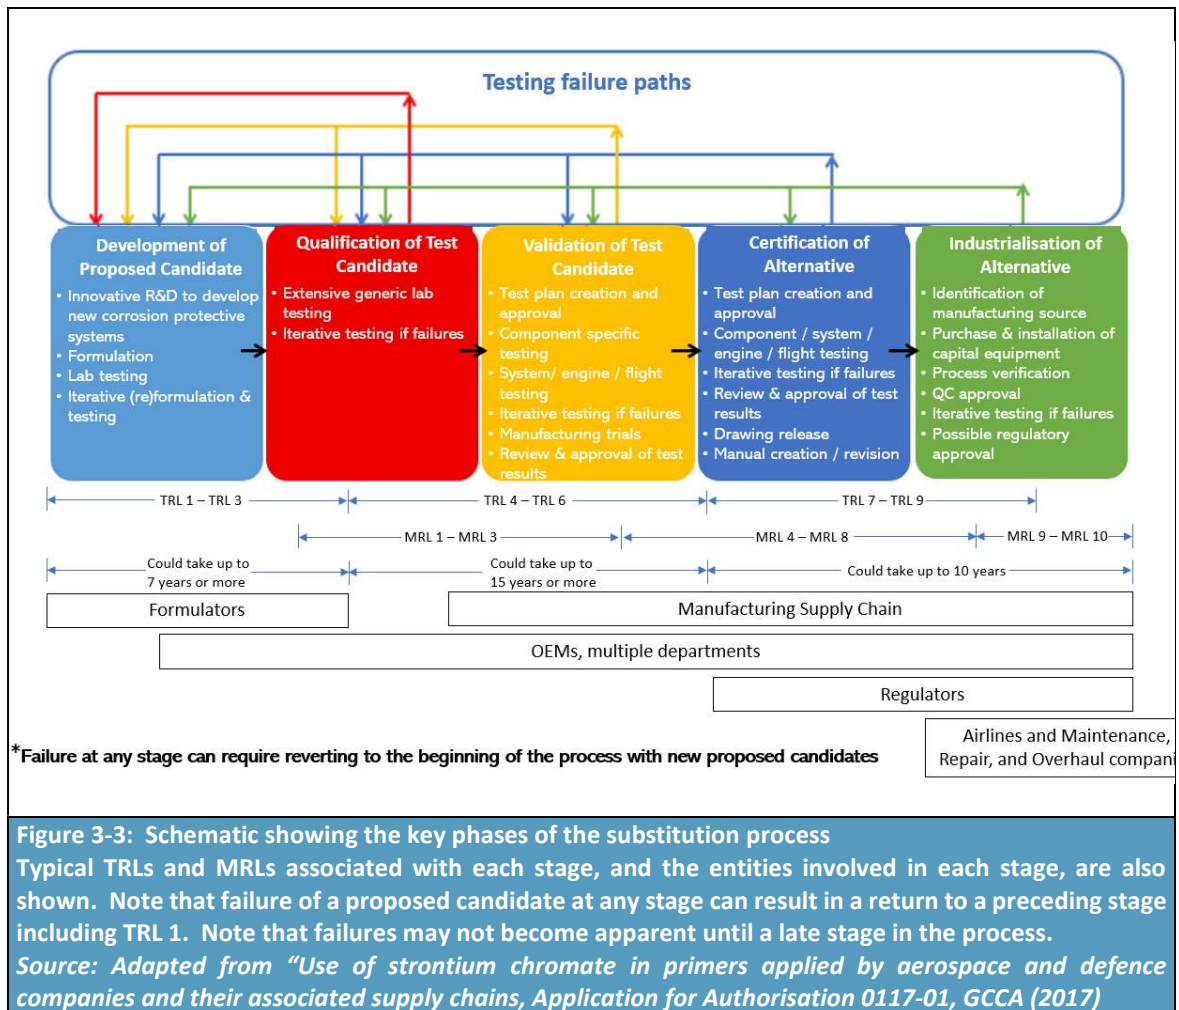 Testing failure paths
Development of
Proposed Candidate
• Innovative R&D to develop
new corrosion protective
systems
• Formulation
• Lab testing
• Iterative (re)formulation &
testing
Qualification of Test
Candidate
• Extensive generic lab
testing
• Iterative testing if failures
Validation of Test
Candidate
• Test plan creation and
approval
• Component specific
testing
• System/ engine / flight
testing
• Iterative testing if failures
• Manufacturing trials
• Review & approval of test
results
Certification of
Alternative
• Test plan creation and
approval
• Component / system /
engine / flight testing
• Iterative testing if failures
• Review & approval of test
results
• Drawing release
• Manual creation / revision
Industrialisation of
Alternative
• Identification of
manufacturing source
• Purchase & installation of
capital equipment
• Process verification
• QC approval
• Iterative testing if failures
• Possible regulatory
approval
TRL 1 – TRL 3
TRL 4 – TRL 6
TRL 7 – TRL 9
MRL 1 – MRL 3
MRL 4 – MRL 8
MRL 9 – MRL 10
Could take up to
7 years or more
Could take up to
15 years or more
Could take up to 10 years
Formulators
Manufacturing Supply Chain
OEMs, multiple departments
Regulators
Airlines and Maintenance,
Repair, and Overhaul compani
*Failure at any stage can require reverting to the beginning of the process with new proposed candidates
Figure 3-3: Schematic showing the key phases of the substitution process
Typical TRLs and MRLs associated with each stage, and the entities involved in each stage, are also
shown. Note that failure of a proposed candidate at any stage can result in a return to a preceding stage
including TRL 1. Note that failures may not become apparent until a late stage in the process.
Source: Adapted from “Use of strontium chromate in primers applied by aerospace and defence
companies and their associated supply chains, Application for Authorisation 0117-01, GCCA (2017)